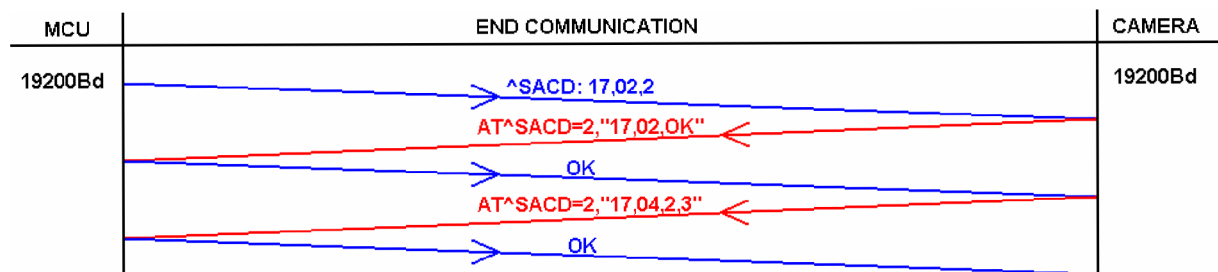 MCU END COMMUNICATION CAMERA
19200Bd 19200Bd
^SACD: 17,02,2
AT^SACD=2,"17,02,OK"
OK
AT^SACD=2,"17,04,2,3"
OK